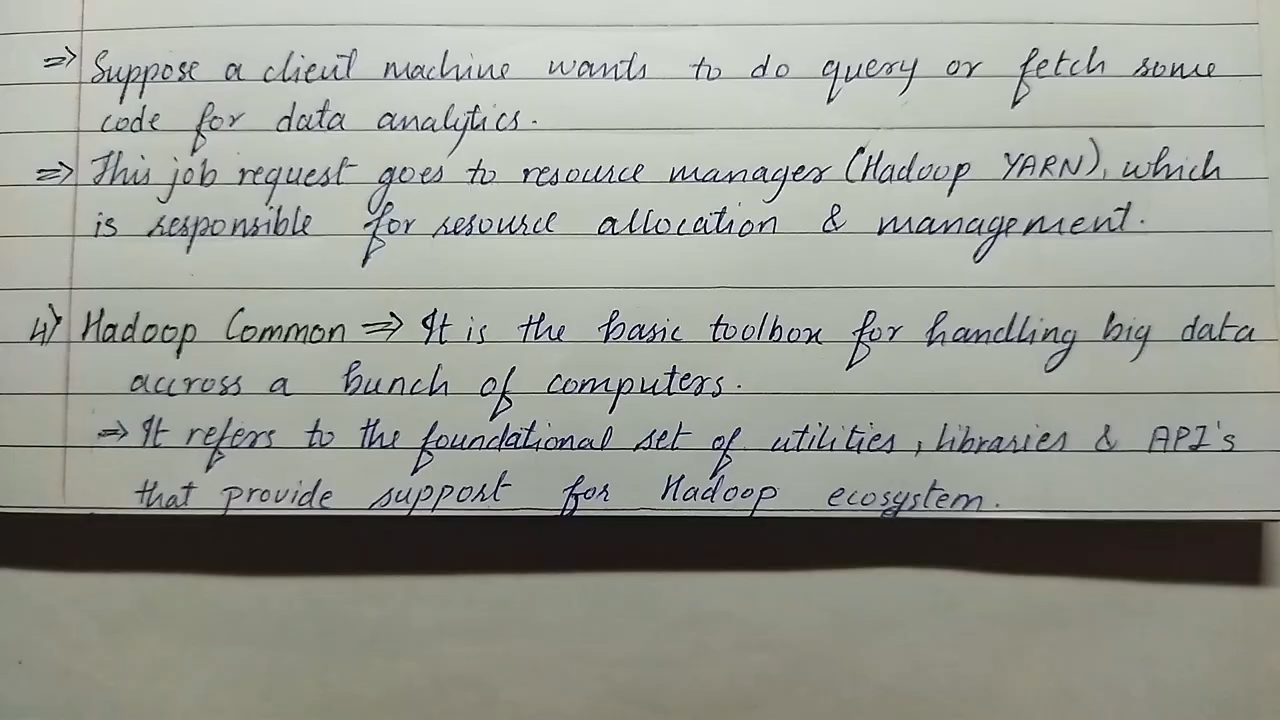 ⇒ Suppose a client machine wants to do query or fetch some
code for data analytics.
⇒ This job request goes to resource manager (Hadoop YARN), which
is responsible for resource allocation & management.
4) Hadoop Common ⇒ It is the basic toolbox for handling big data
accross a bunch of computers.
⇒ It refers to the foundational set of utilities, libraries & API's
that provide support for Hadoop ecosystem.